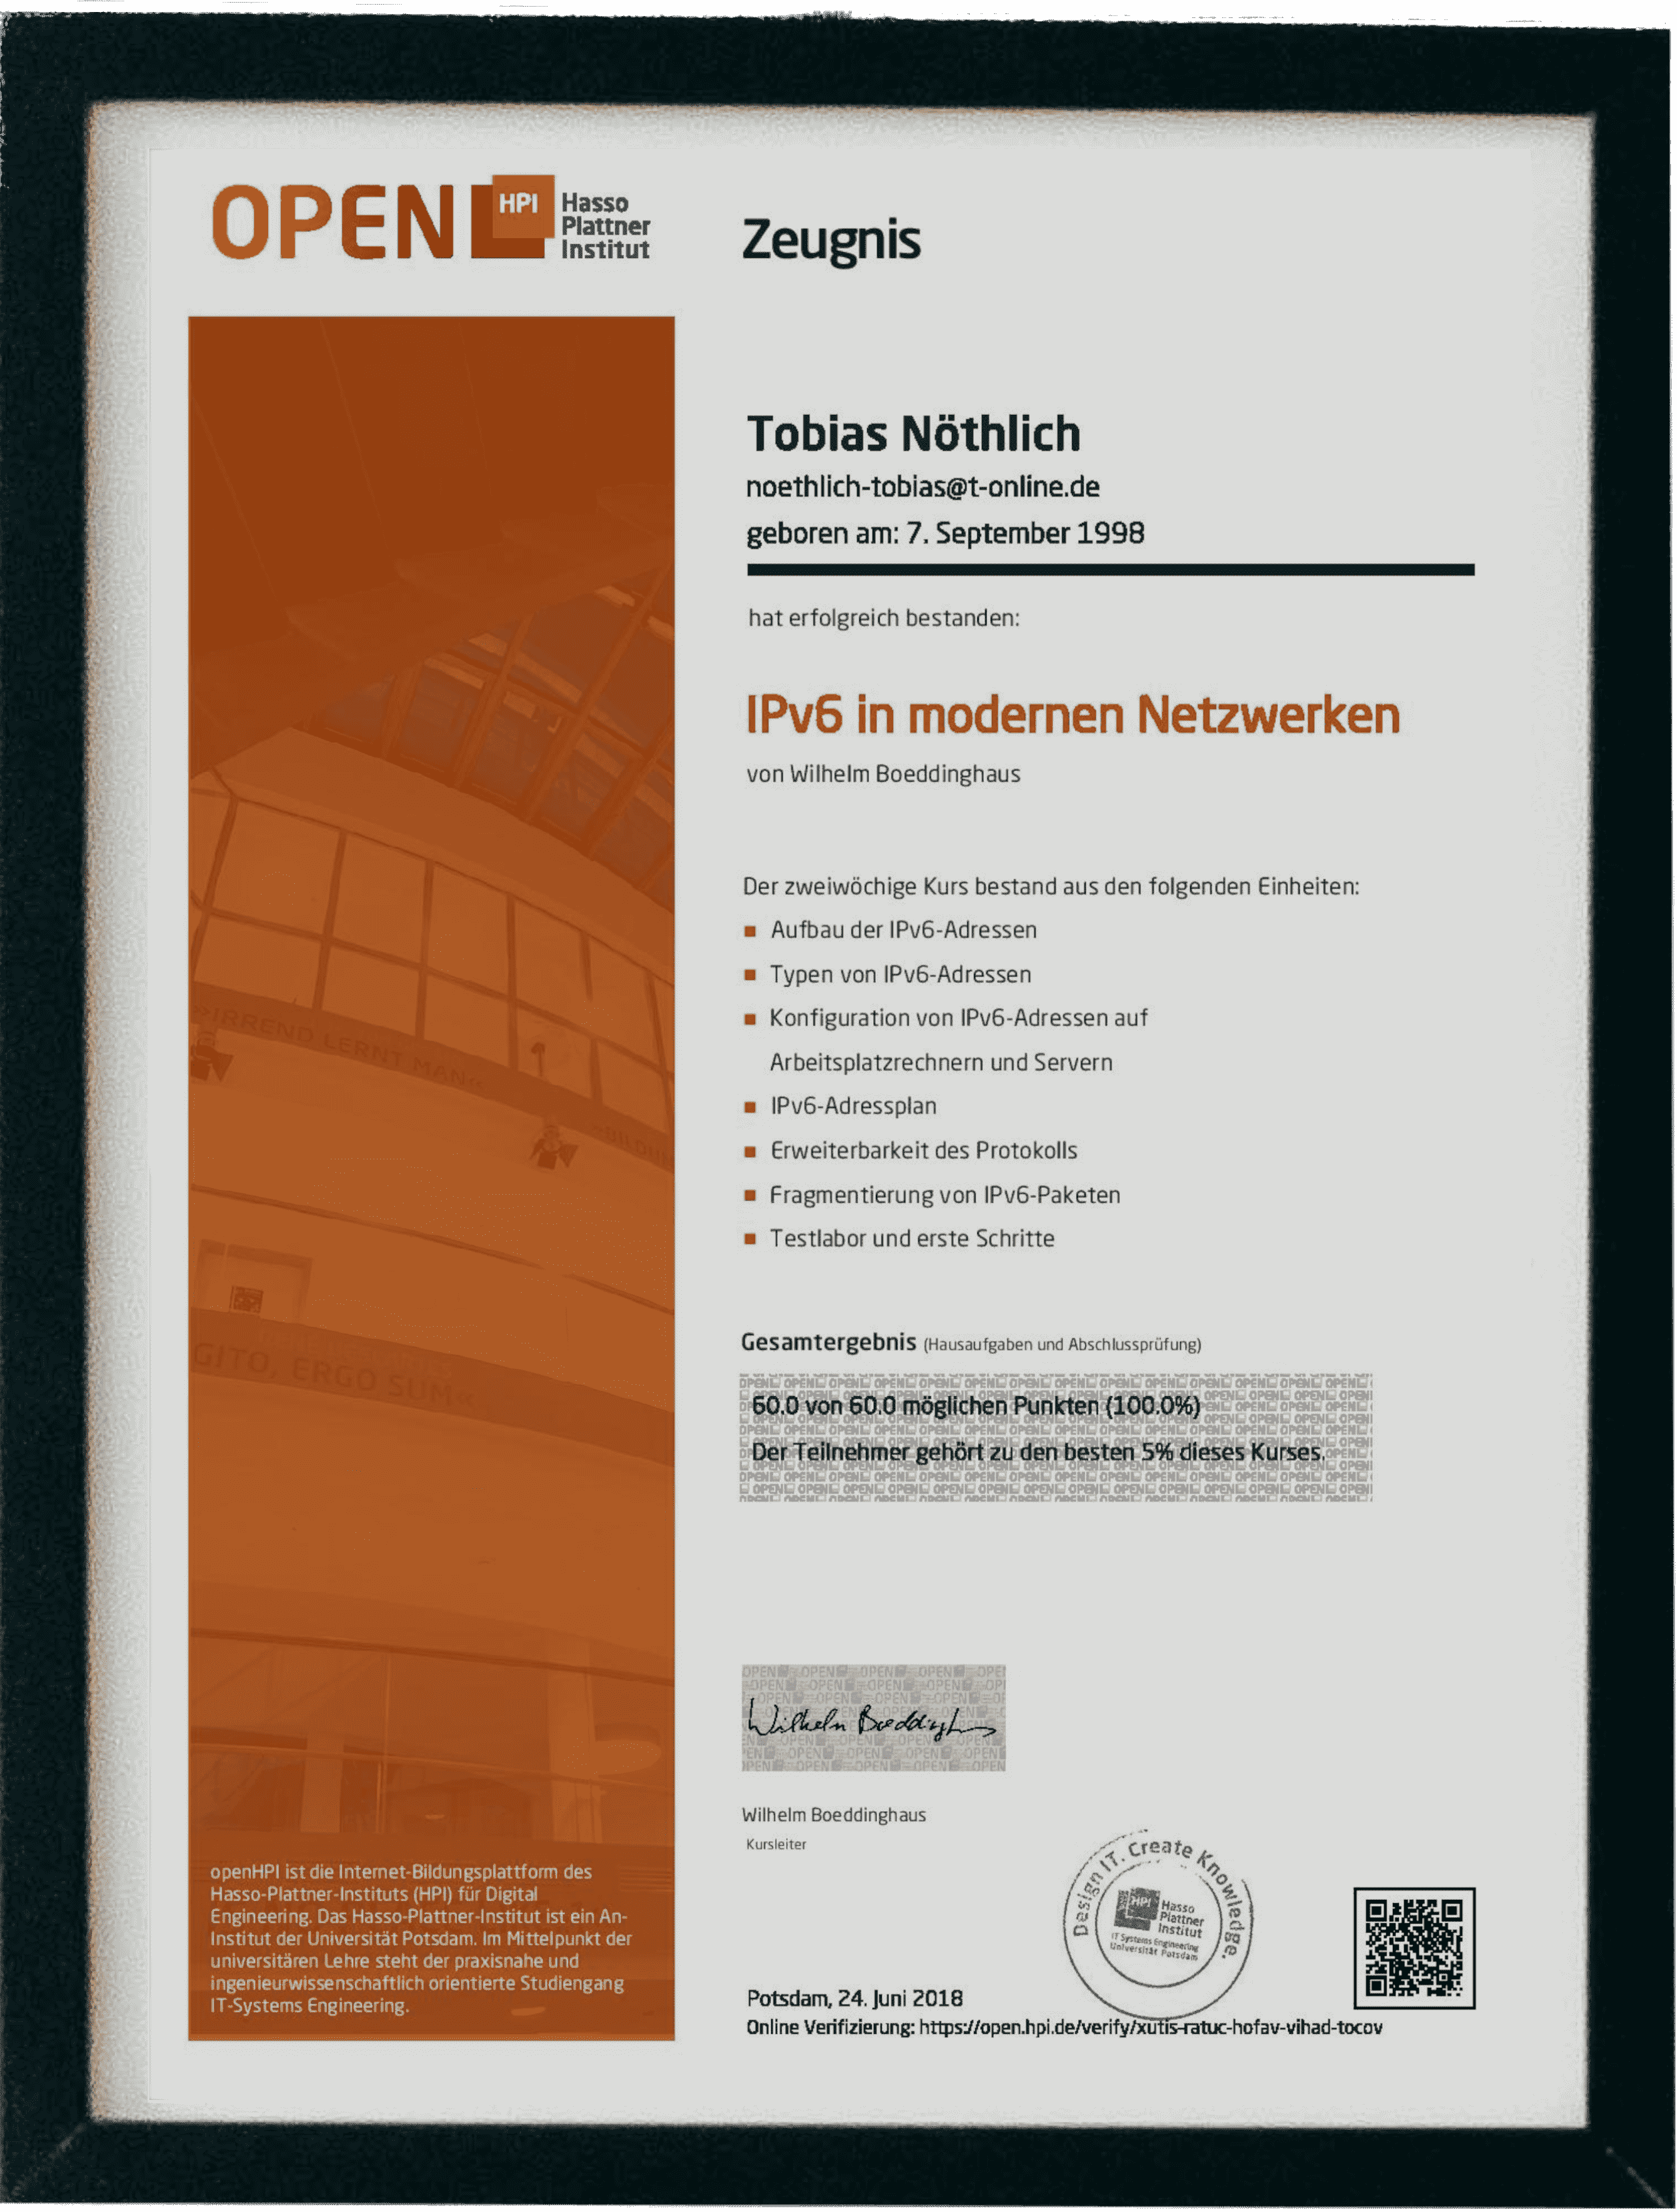 OPEN HPI Hasso
Plattner
Institut
Zeugnis
Tobias Nöthlich
noethlich-tobias@t-online.de
geboren am: 7. September 1998
hat erfolgreich bestanden:
IPv6 in modernen Netzwerken
von Wilhelm Boeddinghaus
Der zweiwöchige Kurs bestand aus den folgenden Einheiten:
Aufbau der IPv6-Adressen
Typen von IPv6-Adressen
Konfiguration von IPv6-Adressen auf
Arbeitsplatzrechnern und Servern
IPv6-Adressplan
Erweiterbarkeit des Protokolls
Fragmentierung von IPv6-Paketen
Testlabor und erste Schritte
Gesamtergebnis (Hausaufgaben und Abschlussprüfung)
60.0 von 60.0 möglichen Punkten (100.0%)
Der Teilnehmer gehört zu den besten 5% dieses Kurses.
Wilhelm Boeddinghaus
Kursleiter
Design IT. Create Knowledge.
HPI Hasso
Plattner
Institut
IT Systems Engineering
Universität Potsdam
Potsdam, 24. Juni 2018
Online Verifizierung: https://open.hpi.de/verify/xutis-ratuc-hofav-vihad-tocov
»IRREND LERNT MAN«
GITO, ERGO SUM«
openHPI ist die Internet-Bildungsplattform des
Hasso-Plattner-Instituts (HPI) für Digital
Engineering. Das Hasso-Plattner-Institut ist ein An-
Institut der Universität Potsdam. Im Mittelpunkt der
universitären Lehre steht der praxisnahe und
ingenieurwissenschaftlich orientierte Studiengang
IT-Systems Engineering.